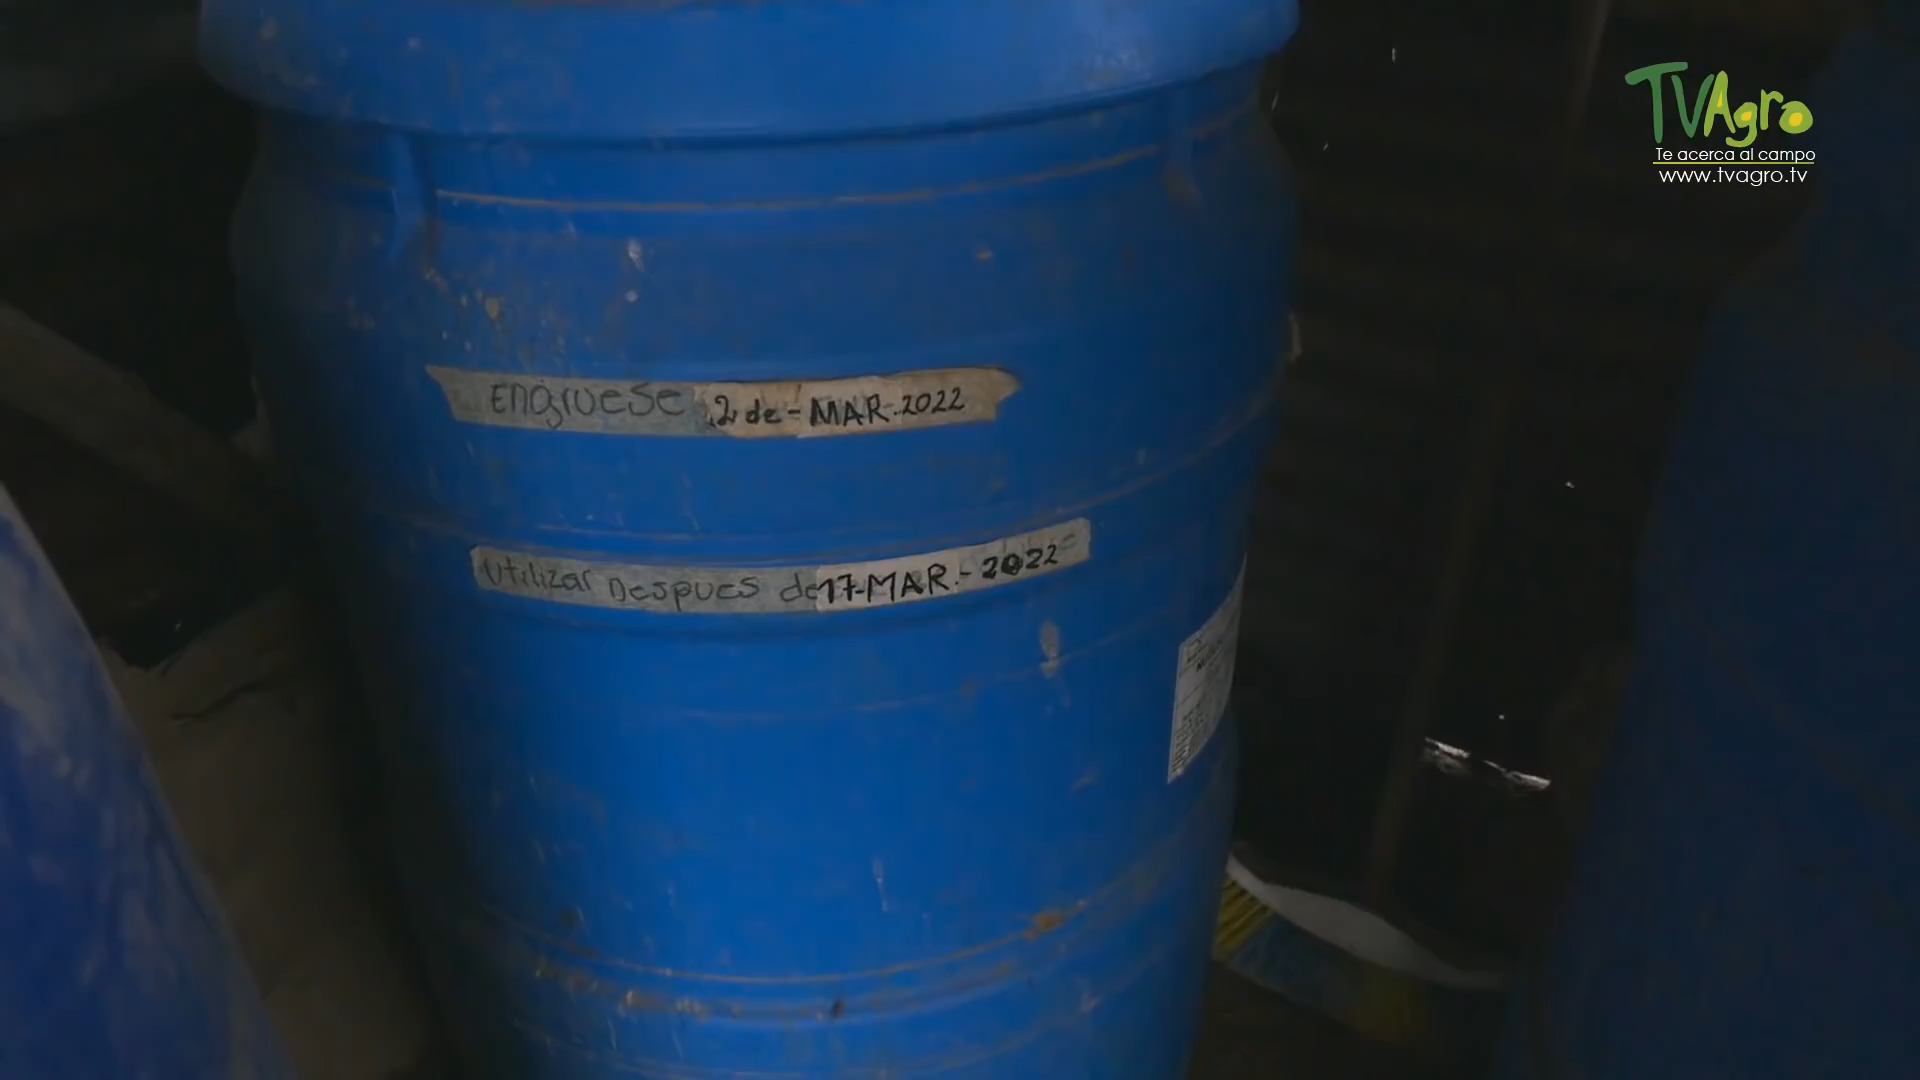 TVAgro
Te acerca al campo
www.tvagro.tv
Engruese 2 de - MAR. 2022
Utilizar Despues de 17-MAR.- 2022